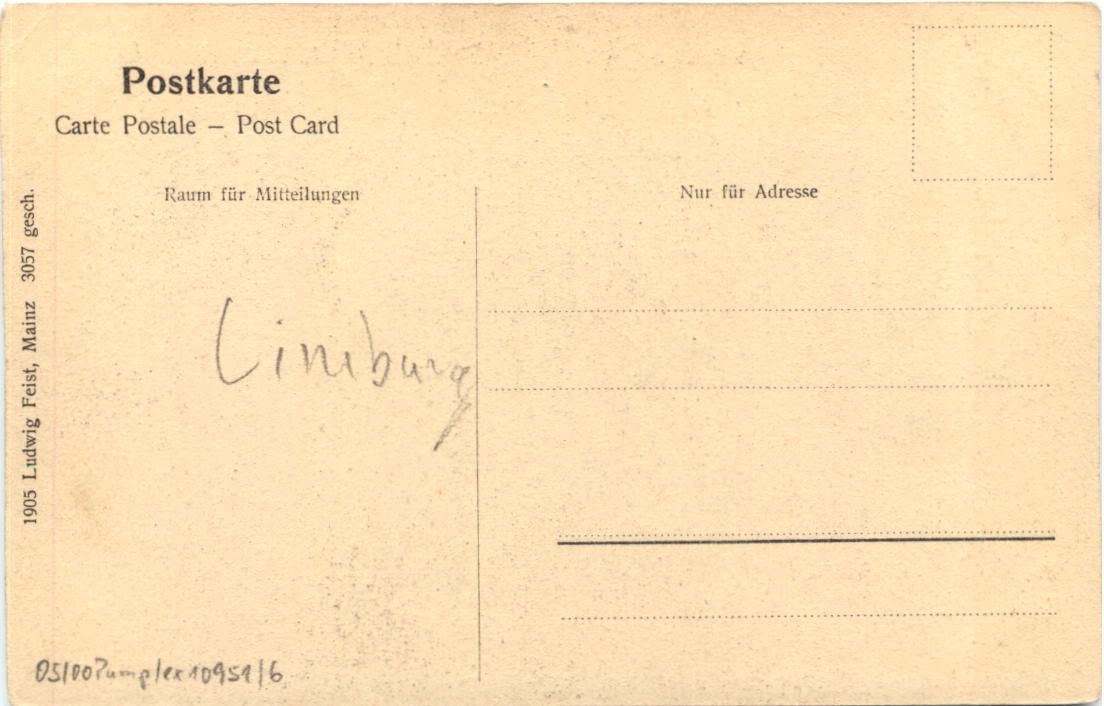 Postkarte
Carte Postale – Post Card
Raum für Mitteilungen
Nur für Adresse
1905 Ludwig Feist, Mainz 3057 gesch.
Limburg